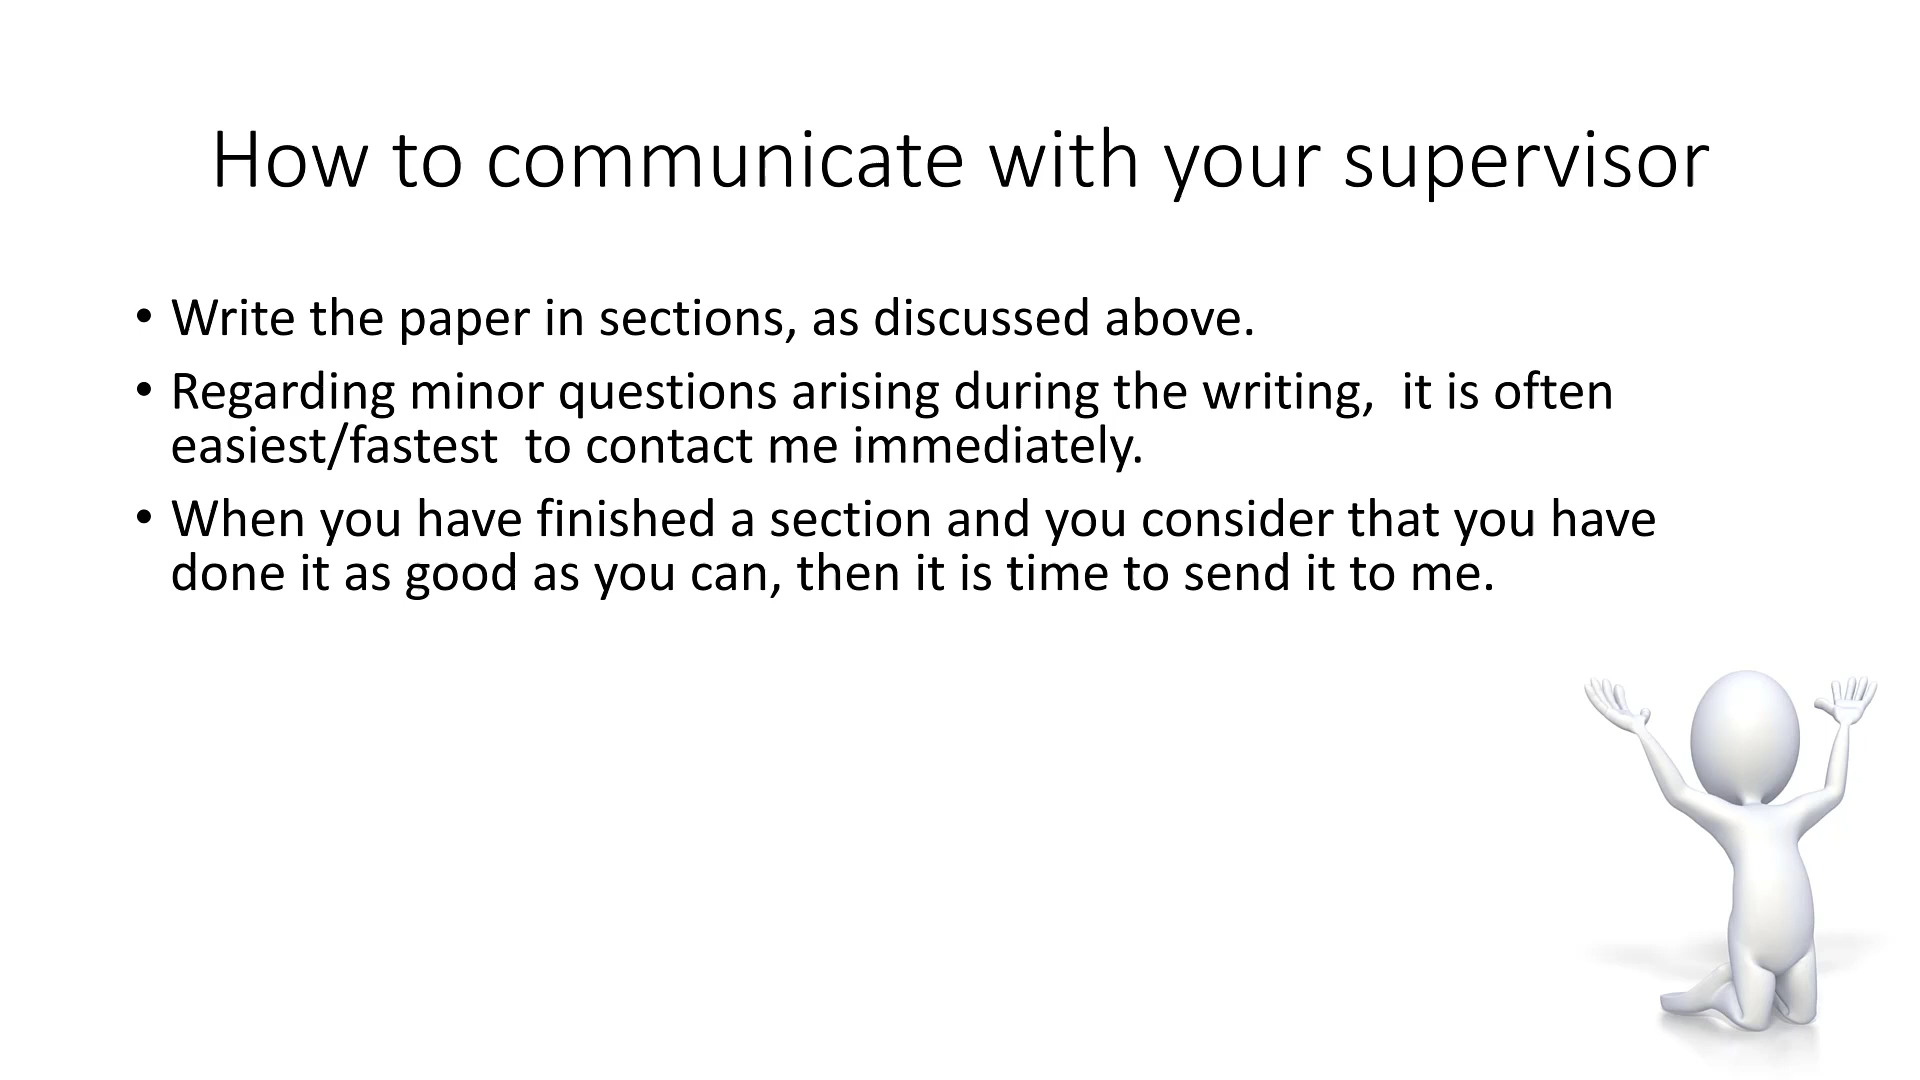 How to communicate with your supervisor
• Write the paper in sections, as discussed above.
• Regarding minor questions arising during the writing,  it is often
easiest/fastest  to contact me immediately.
• When you have finished a section and you consider that you have
done it as good as you can, then it is time to send it to me.